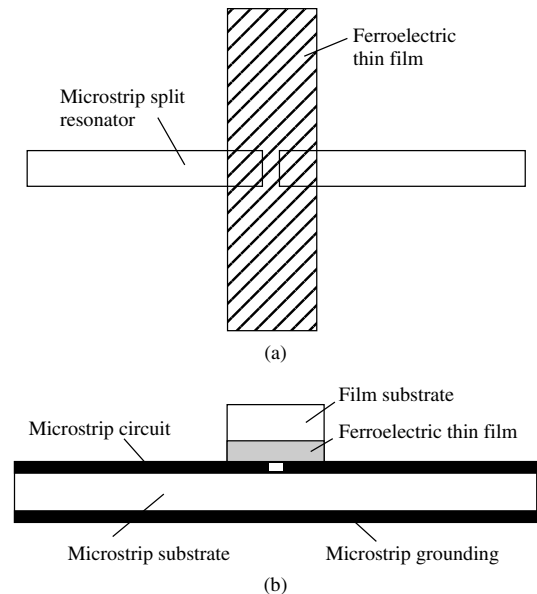 Ferroelectric
thin film
Microstrip split
resonator
(a)
Film substrate
Microstrip circuit
Ferroelectric thin film
Microstrip substrate
Microstrip grounding
(b)